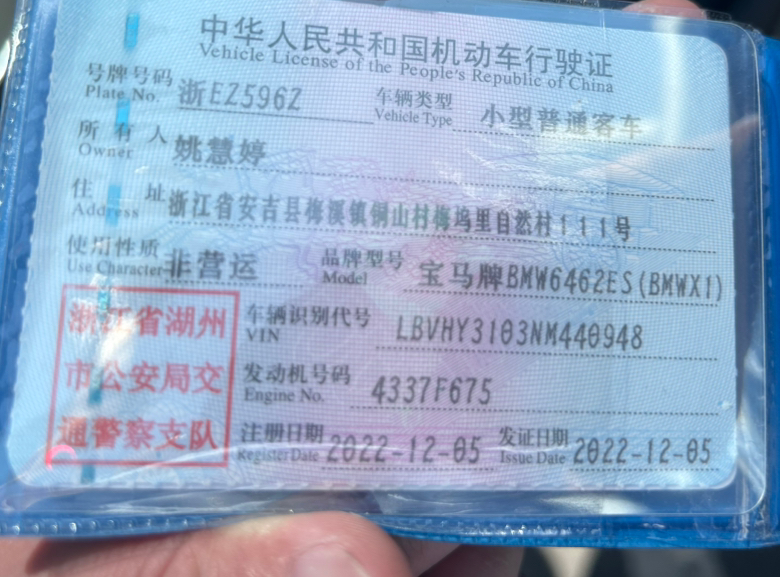 中华人民共和国机动车行驶证
Vehicle License of the People's Republic of China
号牌号码 浙EZ596Z 车辆类型 小型普通客车
Plate No. Vehicle Type
所有人 姚慧婷
Owner
住址 浙江省安吉县梅溪镇铜山村梅坞里自然村111号
Address
使用性质 非营运 品牌型号 宝马牌BMW6462ES(BMWX1)
Use Character Model
浙江省湖州
市公安局交
通警察支队
车辆识别代号 LBVHY3103NM440948
VIN
发动机号码 4337F675
Engine No.
注册日期 2022-12-05 发证日期 2022-12-05
Register Date Issue Date